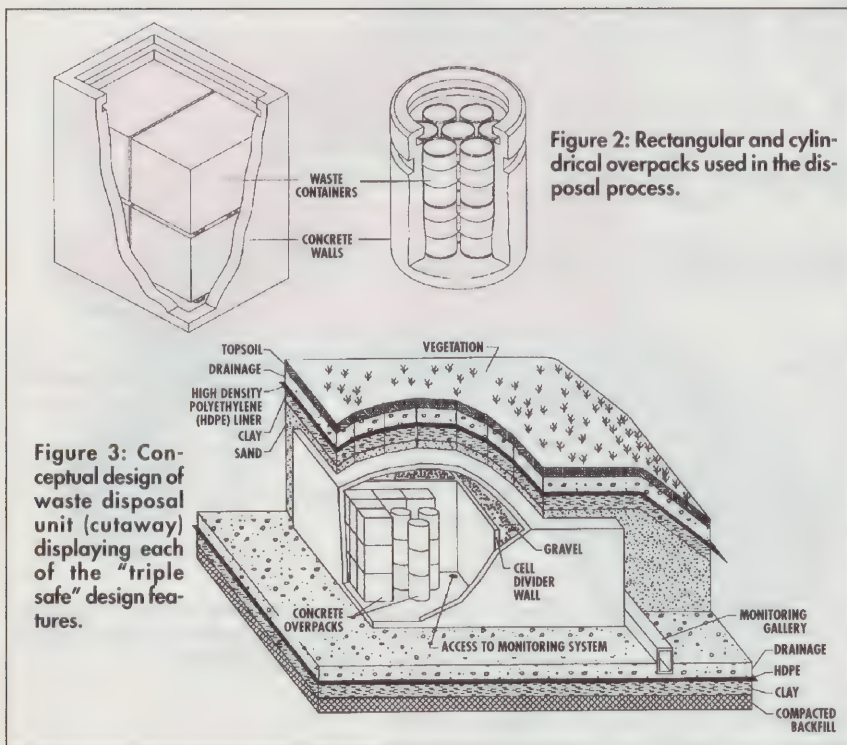 Figure 2: Rectangular and cylin-
drical overpacks used in the dis-
posal process.
WASTE
CONTAINERS
CONCRETE
WALLS
VEGETATION
TOPSOIL
DRAINAGE
HIGH DENSITY
POLYETHYLENE
(HDPE) LINER
CLAY
SAND
Figure 3: Con-
ceptual design of
waste disposal
unit (cutaway)
displaying each
of the "triple
safe" design fea-
tures.
GRAVEL
CELL
DIVIDER
WALL
CONCRETE
OVERPACKS
ACCESS TO MONITORING SYSTEM
MONITORING
GALLERY
DRAINAGE
HDPE
CLAY
COMPACTED
BACKFILL